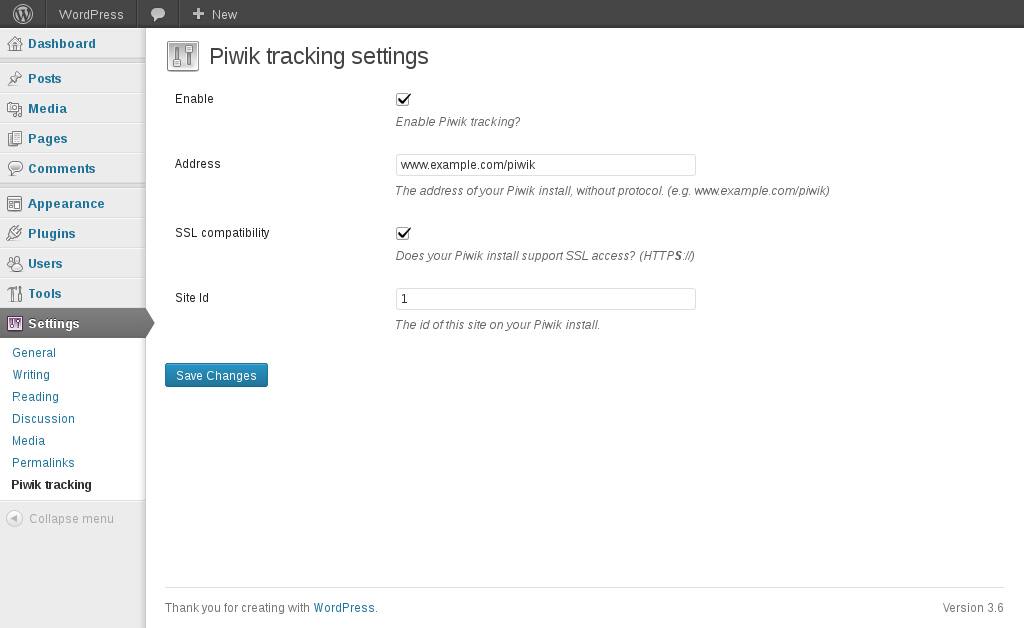 WordPress
New
Dashboard
Posts
Media
Pages
Comments
Appearance
Plugins
Users
Tools
Settings
General
Writing
Reading
Discussion
Media
Permalinks
Piwik tracking
Collapse menu
Piwik tracking settings
Enable
Enable Piwik tracking?
Address
www.example.com/piwik
The address of your Piwik install, without protocol. (e.g. www.example.com/piwik)
SSL compatibility
Does your Piwik install support SSL access? (HTTPS://)
Site Id
1
The id of this site on your Piwik install.
Save Changes
Thank you for creating with WordPress.
Version 3.6